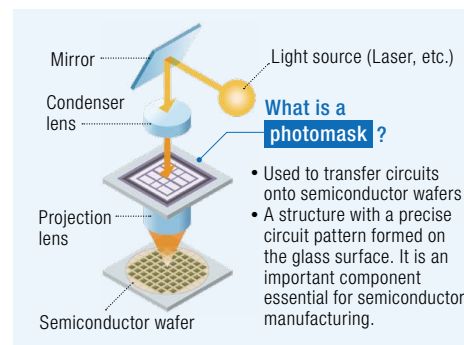 Mirror
Light source (Laser, etc.)
Condenser
lens
What is a
photomask ?
• Used to transfer circuits
onto semiconductor wafers
• A structure with a precise
circuit pattern formed on
the glass surface. It is an
important component
essential for semiconductor
manufacturing.
Projection
lens
Semiconductor wafer